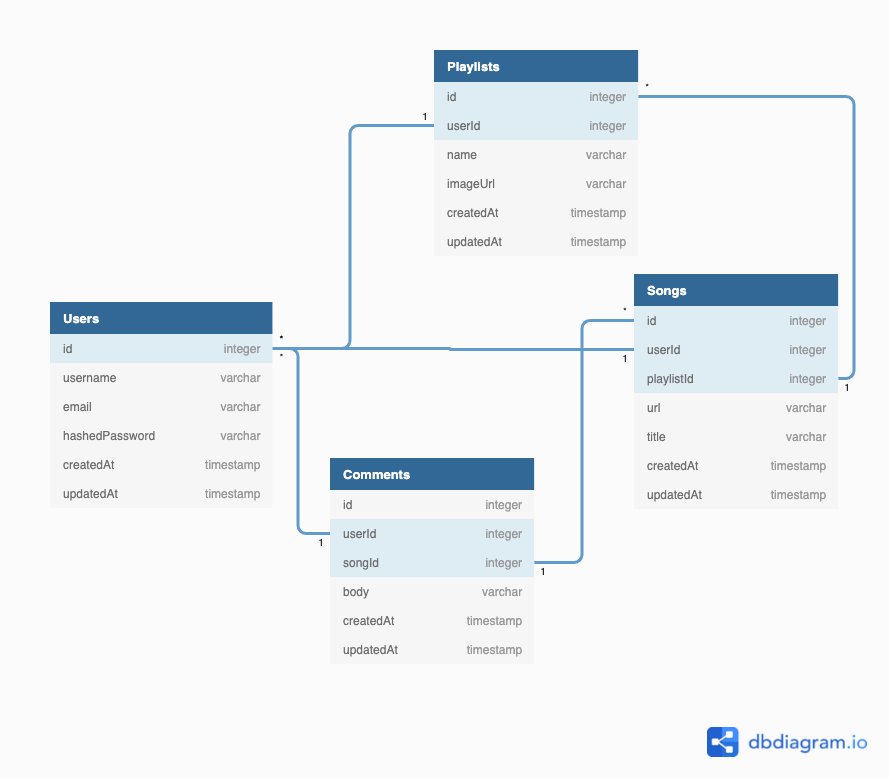 Playlists
id integer
userId integer
name varchar
imageUrl varchar
createdAt timestamp
updatedAt timestamp
*
1
Users
id integer
username varchar
email varchar
hashedPassword varchar
createdAt timestamp
updatedAt timestamp
*
*
Songs
id integer
userId integer
playlistId integer
url varchar
title varchar
createdAt timestamp
updatedAt timestamp
*
1
1
Comments
id integer
userId integer
songId integer
body varchar
createdAt timestamp
updatedAt timestamp
1
1
dbdiagram.io